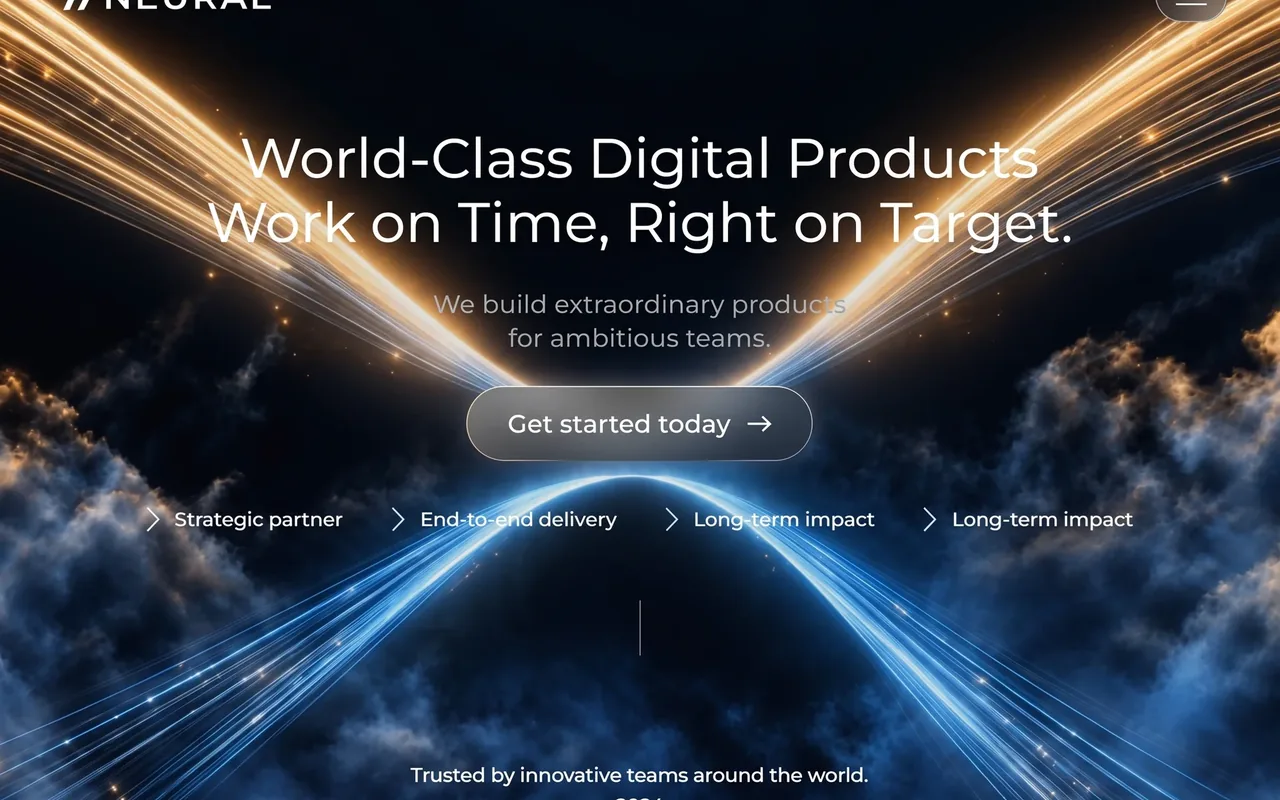 NEURAL
World-Class Digital Products
Work on Time, Right on Target.
We build extraordinary products
for ambitious teams.
Get started today
Strategic partner
End-to-end delivery
Long-term impact
Long-term impact
Trusted by innovative teams around the world.